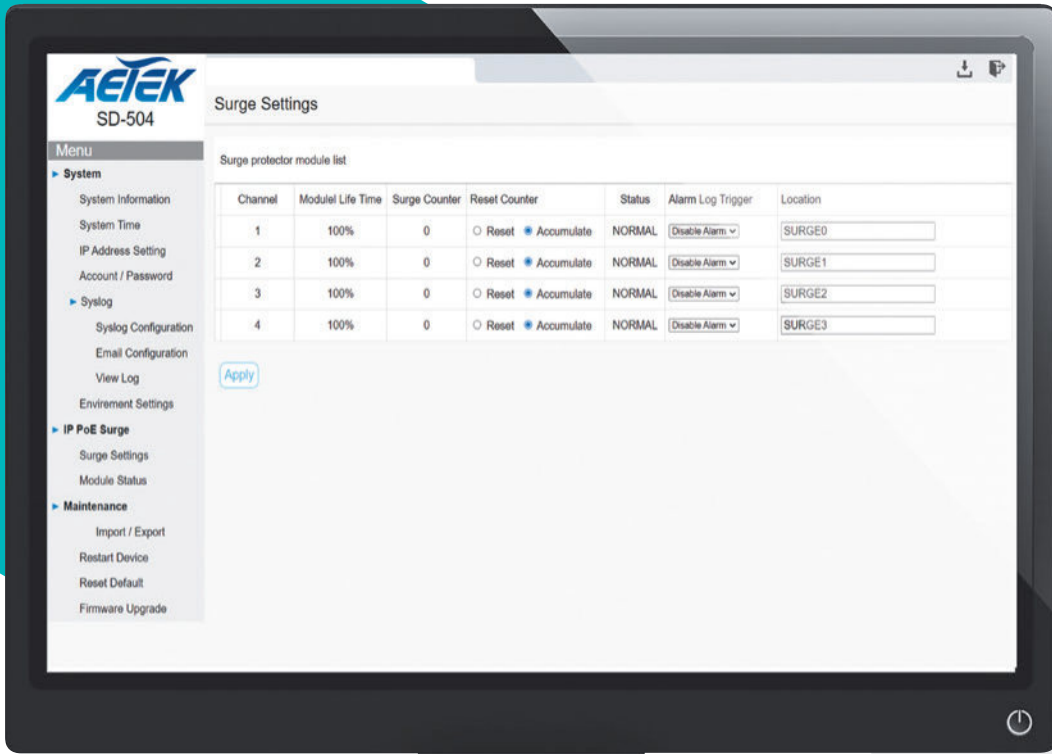 AETEK
SD-504
Surge Settings
Menu
System
System Information
System Time
IP Address Setting
Account / Password
Syslog
Syslog Configuration
Email Configuration
View Log
Envirement Settings
IP PoE Surge
Surge Settings
Module Status
Maintenance
Import / Export
Restart Device
Reset Default
Firmware Upgrade
Surge protector module list
Channel Modulel Life Time Surge Counter Reset Counter Status Alarm Log Trigger Location
1 100% 0 Reset Accumulate NORMAL Disable Alarm SURGE0
2 100% 0 Reset Accumulate NORMAL Disable Alarm SURGE1
3 100% 0 Reset Accumulate NORMAL Disable Alarm SURGE2
4 100% 0 Reset Accumulate NORMAL Disable Alarm SURGE3
Apply